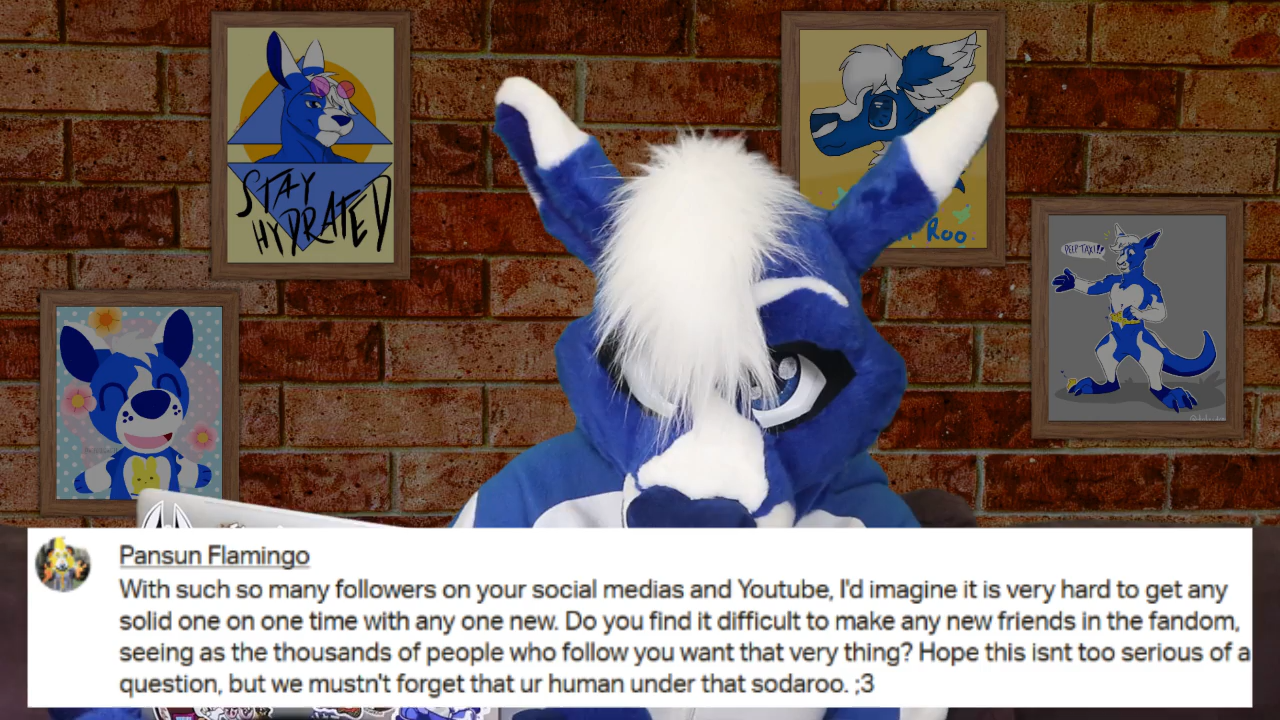 STAY
HYDRATED
Roo
PELP TAXI!!
Pansun Flamingo
With such so many followers on your social medias and Youtube, I'd imagine it is very hard to get any
solid one on one time with any one new. Do you find it difficult to make any new friends in the fandom,
seeing as the thousands of people who follow you want that very thing? Hope this isnt too serious of a
question, but we mustn't forget that ur human under that sodaroo. ;3